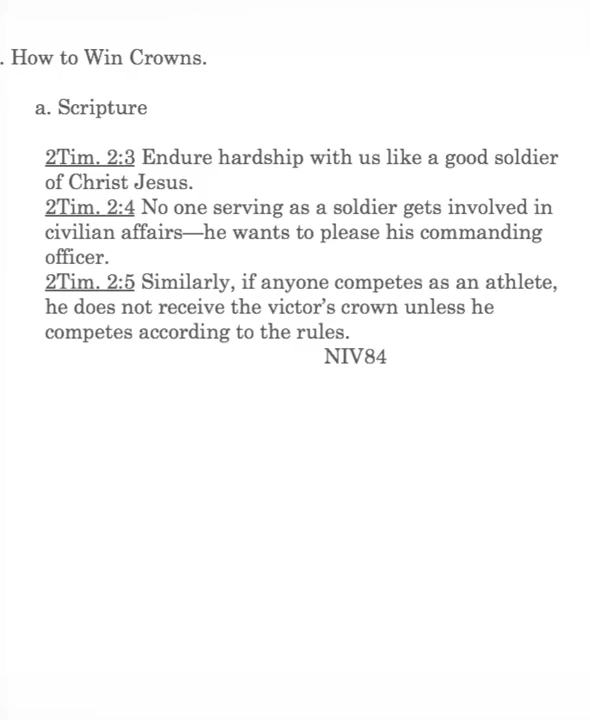 . How to Win Crowns.
a. Scripture
2Tim. 2:3 Endure hardship with us like a good soldier
of Christ Jesus.
2Tim. 2:4 No one serving as a soldier gets involved in
civilian affairs—he wants to please his commanding
officer.
2Tim. 2:5 Similarly, if anyone competes as an athlete,
he does not receive the victor’s crown unless he
competes according to the rules.
NIV84